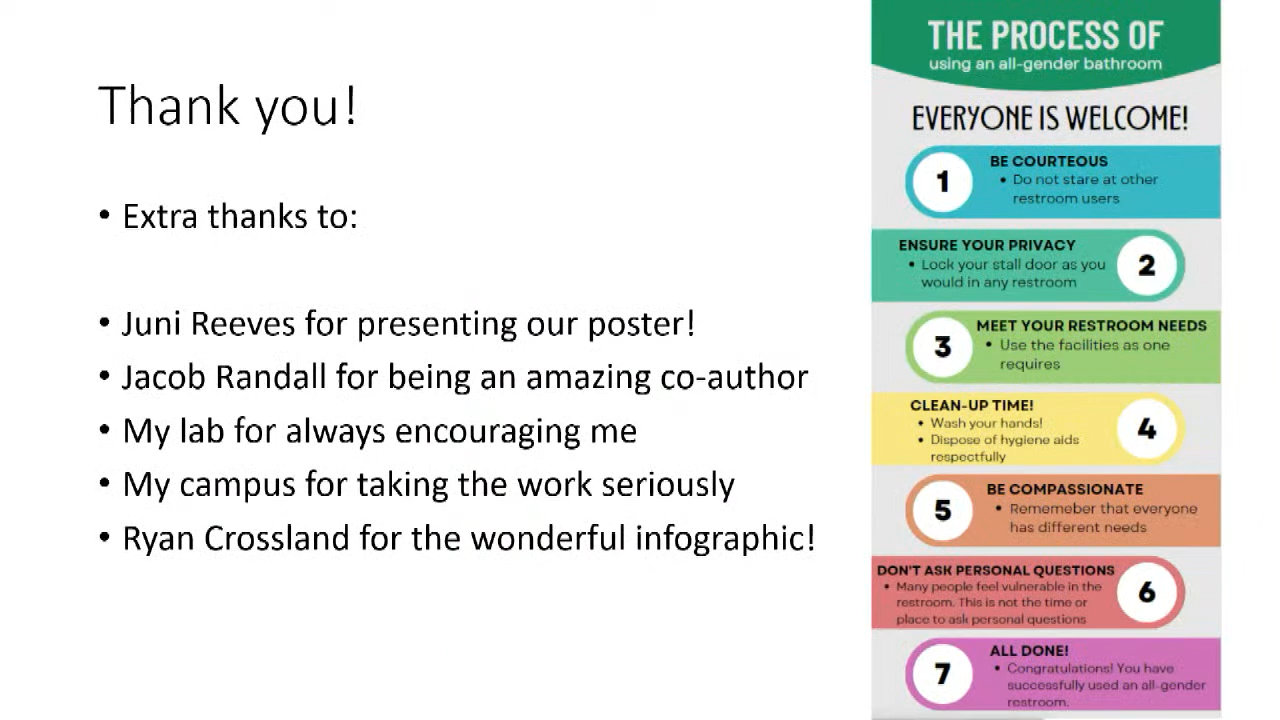 Thank you!
• Extra thanks to:
• Juni Reeves for presenting our poster!
• Jacob Randall for being an amazing co-author
• My lab for always encouraging me
• My campus for taking the work seriously
• Ryan Crossland for the wonderful infographic!
THE PROCESS OF
using an all-gender bathroom
EVERYONE IS WELCOME!
1
BE COURTEOUS
• Do not stare at other
restroom users
ENSURE YOUR PRIVACY
• Lock your stall door as you
would in any restroom
2
3
MEET YOUR RESTROOM NEEDS
• Use the facilities as one
requires
CLEAN-UP TIME!
• Wash your hands!
• Dispose of hygiene aids
respectfully
4
5
BE COMPASSIONATE
• Rememeber that everyone
has different needs
DON'T ASK PERSONAL QUESTIONS
• Many people feel vulnerable in the
restroom. This is not the time or
place to ask personal questions
6
7
ALL DONE!
• Congratulations! You have
successfully used an all-gender
restroom.